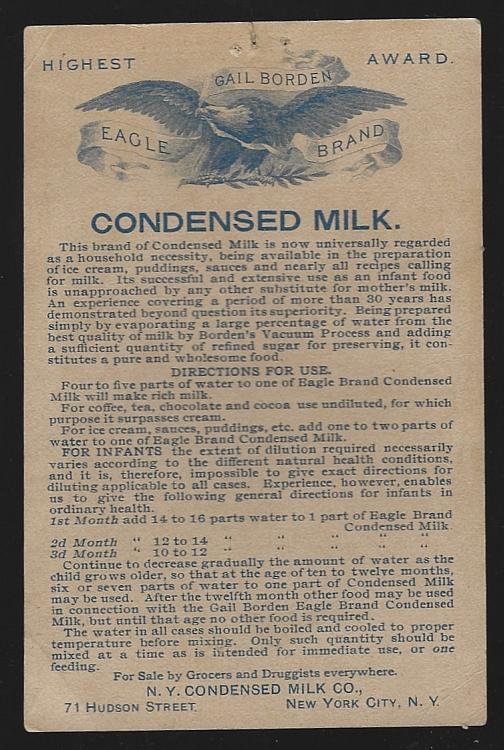 HIGHEST AWARD.
GAIL BORDEN
EAGLE BRAND
CONDENSED MILK.
This brand of Condensed Milk is now universally regarded
as a household necessity, being available in the preparation
of ice cream, puddings, sauces and nearly all recipes calling
for milk. Its successful and extensive use as an infant food
is unapproached by any other substitute for mother's milk.
An experience covering a period of more than 30 years has
demonstrated beyond question its superiority. Being prepared
simply by evaporating a large percentage of water from the
best quality of milk by Borden's Vacuum Process and adding
a sufficient quantity of refined sugar for preserving, it con-
stitutes a pure and wholesome food.
DIRECTIONS FOR USE.
Four to five parts of water to one of Eagle Brand Condensed
Milk will make rich milk.
For coffee, tea, chocolate and cocoa use undiluted, for which
purpose it surpasses cream.
For ice cream, sauces, puddings, etc. add one to two parts of
water to one of Eagle Brand Condensed Milk.
FOR INFANTS the extent of dilution required necessarily
varies according to the different natural health conditions,
and it is, therefore, impossible to give exact directions for
diluting applicable to all cases. Experience, however, enables
us to give the following general directions for infants in
ordinary health.
1st Month add 14 to 16 parts water to 1 part of Eagle Brand
Condensed Milk
2d Month " 12 to 14 " " " " "
3d Month " 10 to 12 " " " " "
Continue to decrease gradually the amount of water as the
child grows older, so that at the age of ten to twelve months,
six or seven parts of water to one part of Condensed Milk
may be used. After the twelfth month other food may be used
in connection with the Gail Borden Eagle Brand Condensed
Milk, but until that age no other food is required.
The water in all cases should be boiled and cooled to proper
temperature before mixing. Only such quantity should be
mixed at a time as is intended for immediate use, or one
feeding.
For Sale by Grocers and Druggists everywhere.
N.Y. CONDENSED MILK CO.,
71 HUDSON STREET. NEW YORK CITY, N. Y.